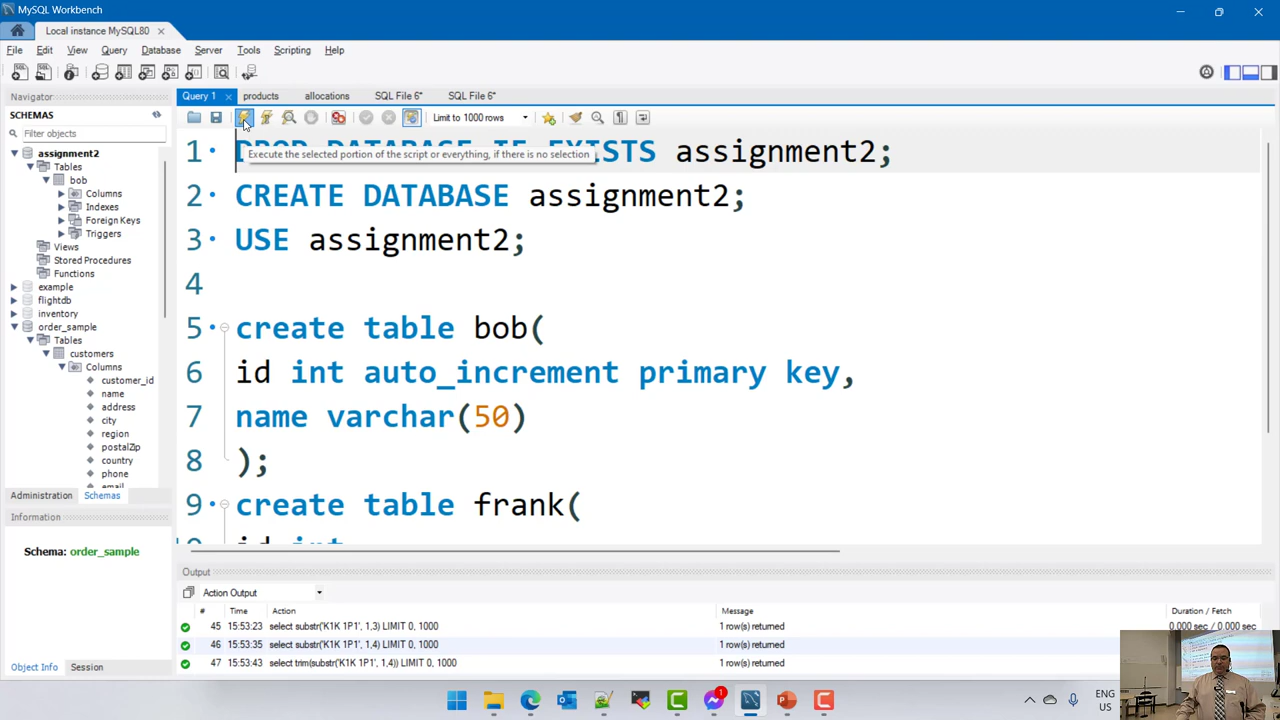 MySQL Workbench
Local instance MySQL80
File Edit View Query Database Server Tools Scripting Help
Navigator
SCHEMAS
Filter objects
assignment2
Tables
bob
Columns
Indexes
Foreign Keys
Triggers
Views
Stored Procedures
Functions
example
flightdb
inventory
order_sample
Tables
customers
Columns
customer_id
name
address
city
region
postalZip
country
phone
email
Administration Schemas
Information
Schema: order_sample
Object Info Session
Query 1 products allocations SQL File 6* SQL File 6*
Limit to 1000 rows
1 DROP DATABASE IF EXISTS assignment2;
Execute the selected portion of the script or everything, if there is no selection
2 CREATE DATABASE assignment2;
3 USE assignment2;
4
5 create table bob(
6 id int auto_increment primary key,
7 name varchar(50)
8 );
9 create table frank(
id int
Output
Action Output
# Time Action Message Duration / Fetch
45 15:53:23 select substr('K1K 1P1', 1,3) LIMIT 0, 1000 1 row(s) returned 0.000 sec / 0.000 sec
46 15:53:35 select substr('K1K 1P1', 1,4) LIMIT 0, 1000 1 row(s) returned
47 15:53:43 select trim(substr('K1K 1P1', 1,4)) LIMIT 0, 1000 1 row(s) returned
1
ENG
US